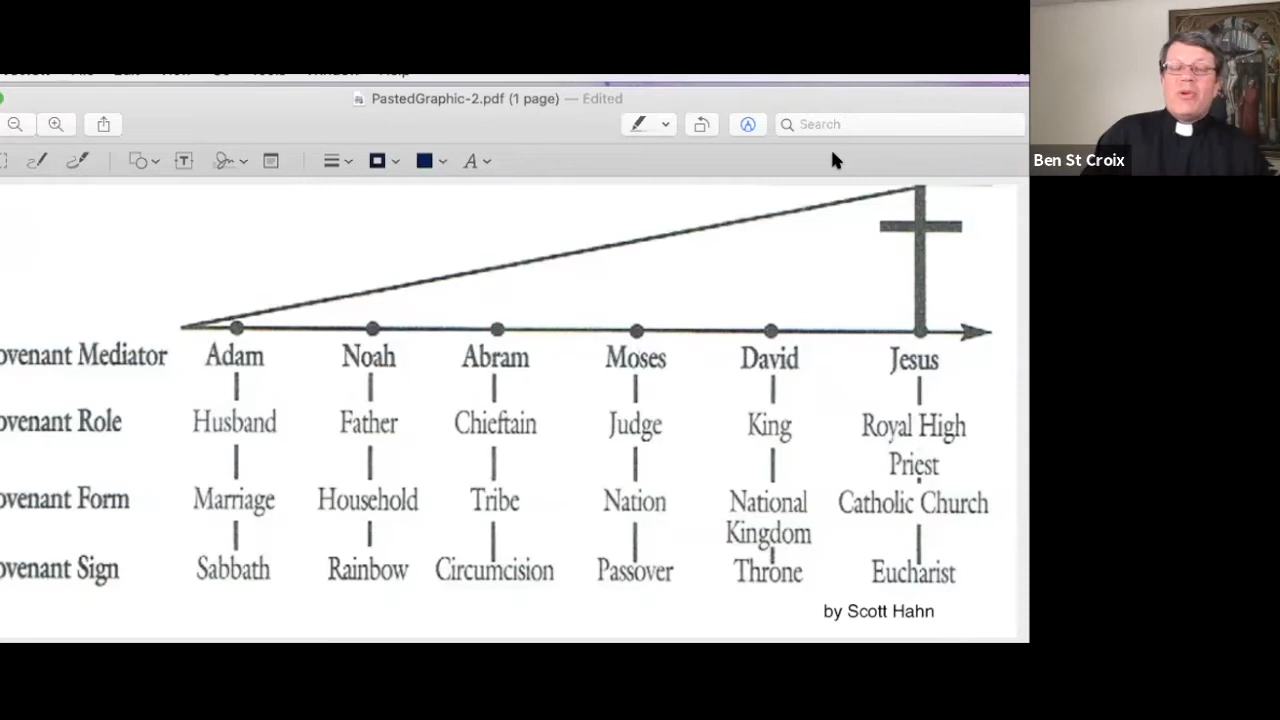 PastedGraphic-2.pdf (1 page) — Edited
Search
Ben St Croix
ovenant Mediator Adam Noah Abram Moses David Jesus
ovenant Role Husband Father Chieftain Judge King Royal High
Priest
ovenant Form Marriage Household Tribe Nation National Catholic Church
Kingdom
ovenant Sign Sabbath Rainbow Circumcision Passover Throne Eucharist
by Scott Hahn